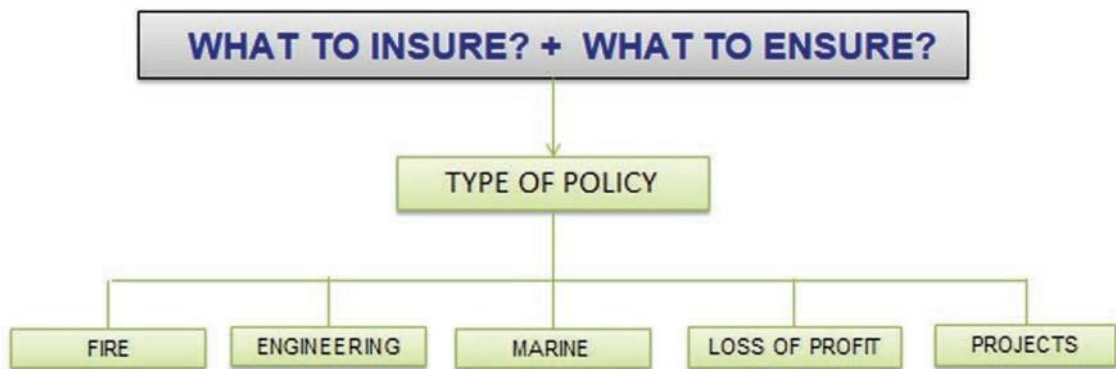 WHAT TO INSURE? + WHAT TO ENSURE?
TYPE OF POLICY
FIRE
ENGINEERING
MARINE
LOSS OF PROFIT
PROJECTS